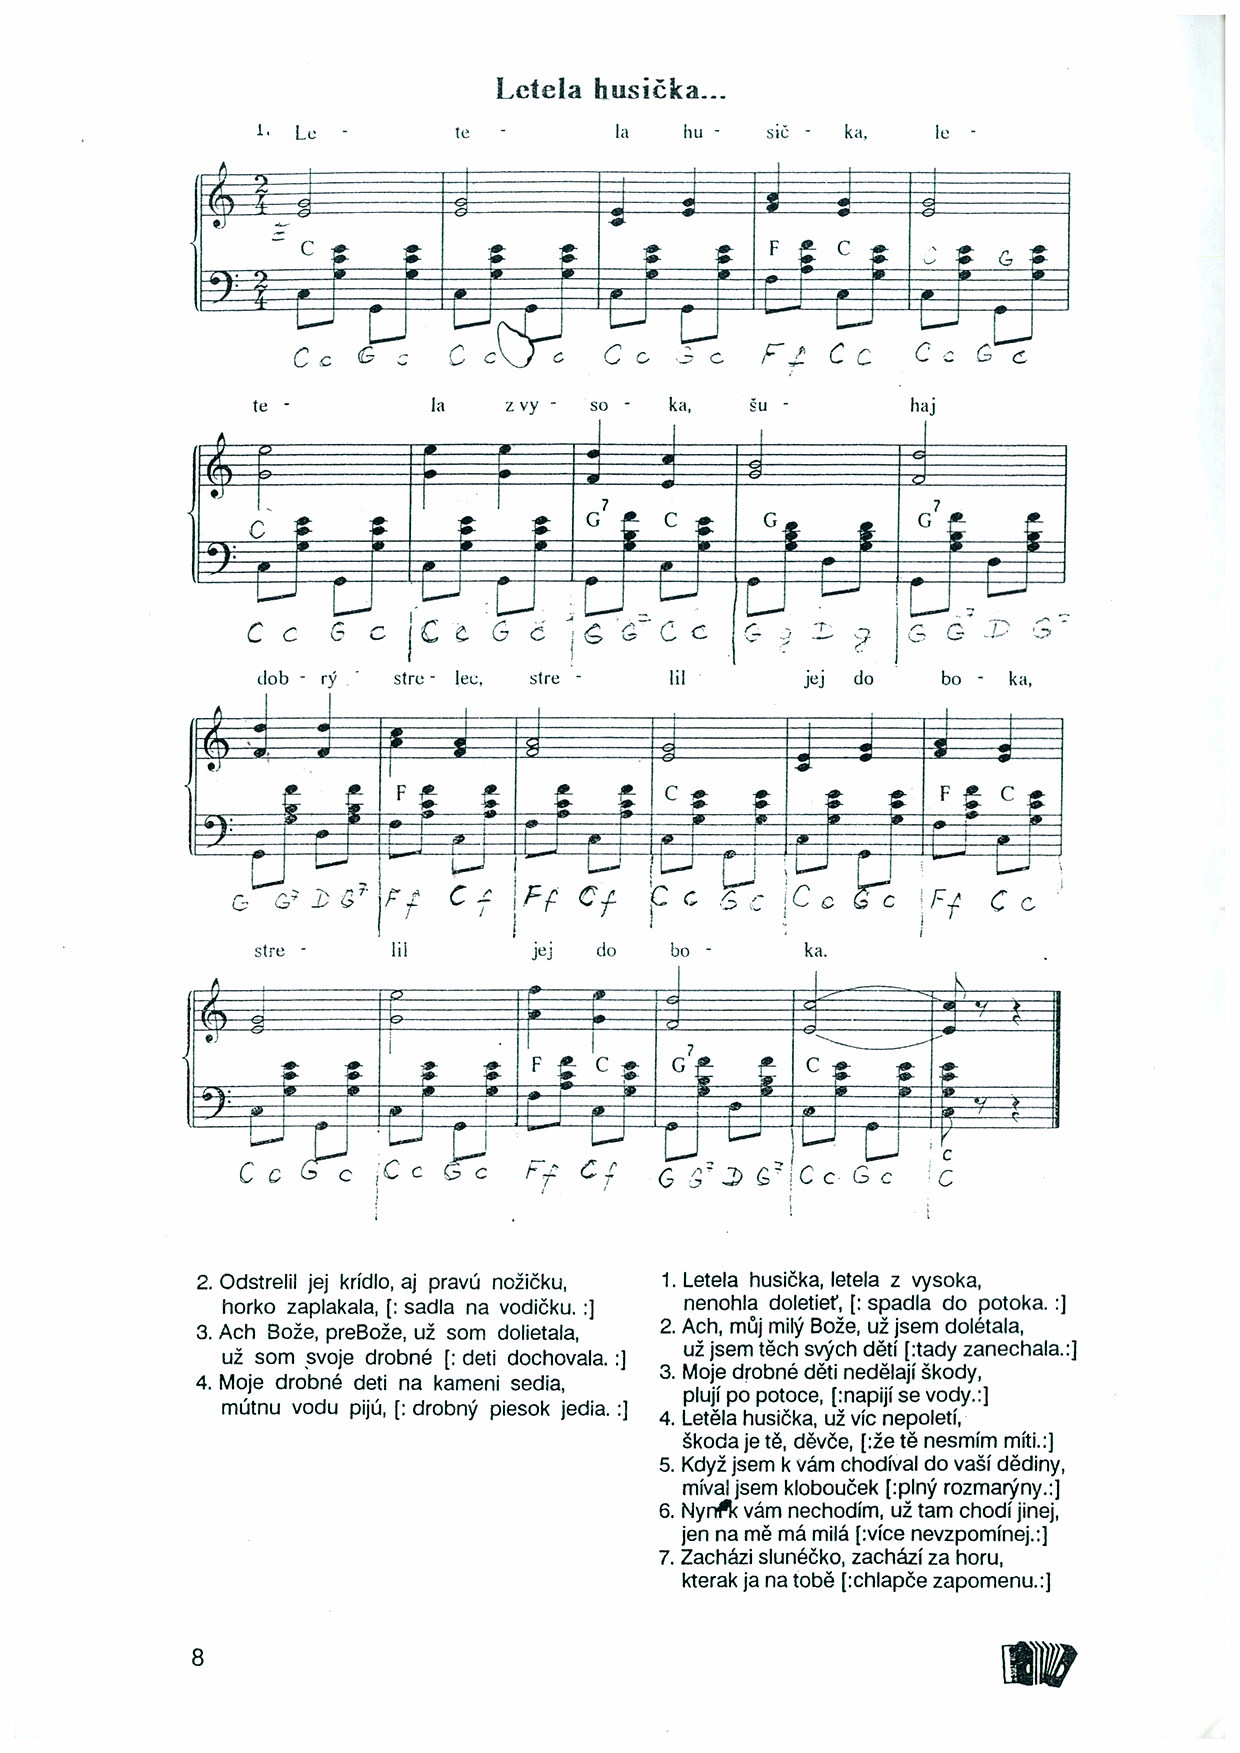 Letela husička...
1. Le - te - la hu - sič - ka, le -
2 4
F C
C G
2 4
C
C c G c C c c C c G c F f C C C c G c
te - la z vy - so - ka, šu - haj
C G7 C G G7
C c G c C c G c G G7 C c G g D g G G7 D G7
dob - rý stre - lec, stre - lil jej do bo - ka,
F C F C
G G7 D G7 F f C f F f C f C c G c C c G c F f C c
stre - lil jej do bo - ka.
F C G7 C
c
C c G c C c G c F f C f G G7 D G7 C c G c C
2. Odstrelil jej krídlo, aj pravú nožičku,
horko zaplakala, [: sadla na vodičku. :]
3. Ach Bože, preBože, už som dolietala,
už som svoje drobné [: deti dochovala. :]
4. Moje drobné deti na kameni sedia,
mútnu vodu pijú, [: drobný piesok jedia. :]
1. Letela husička, letela z vysoka,
nenohla doletieť, [: spadla do potoka. :]
2. Ach, můj milý Bože, už jsem dolétala,
už jsem těch svých dětí [:tady zanechala.:]
3. Moje drobné děti nedělají škody,
plují po potoce, [:napijí se vody.:]
4. Letěla husička, už víc nepoletí,
škoda je tě, děvče, [:že tě nesmím míti.:]
5. Když jsem k vám chodíval do vaší dědiny,
míval jsem klobouček [:plný rozmarýny.:]
6. k vám nechodím, už tam chodí jinej,
jen na mě má milá [:více nevzpomínej.:]
7. Zacházi slunéčko, zachází za horu,
kterak ja na tobě [:chlapče zapomenu.:]
8